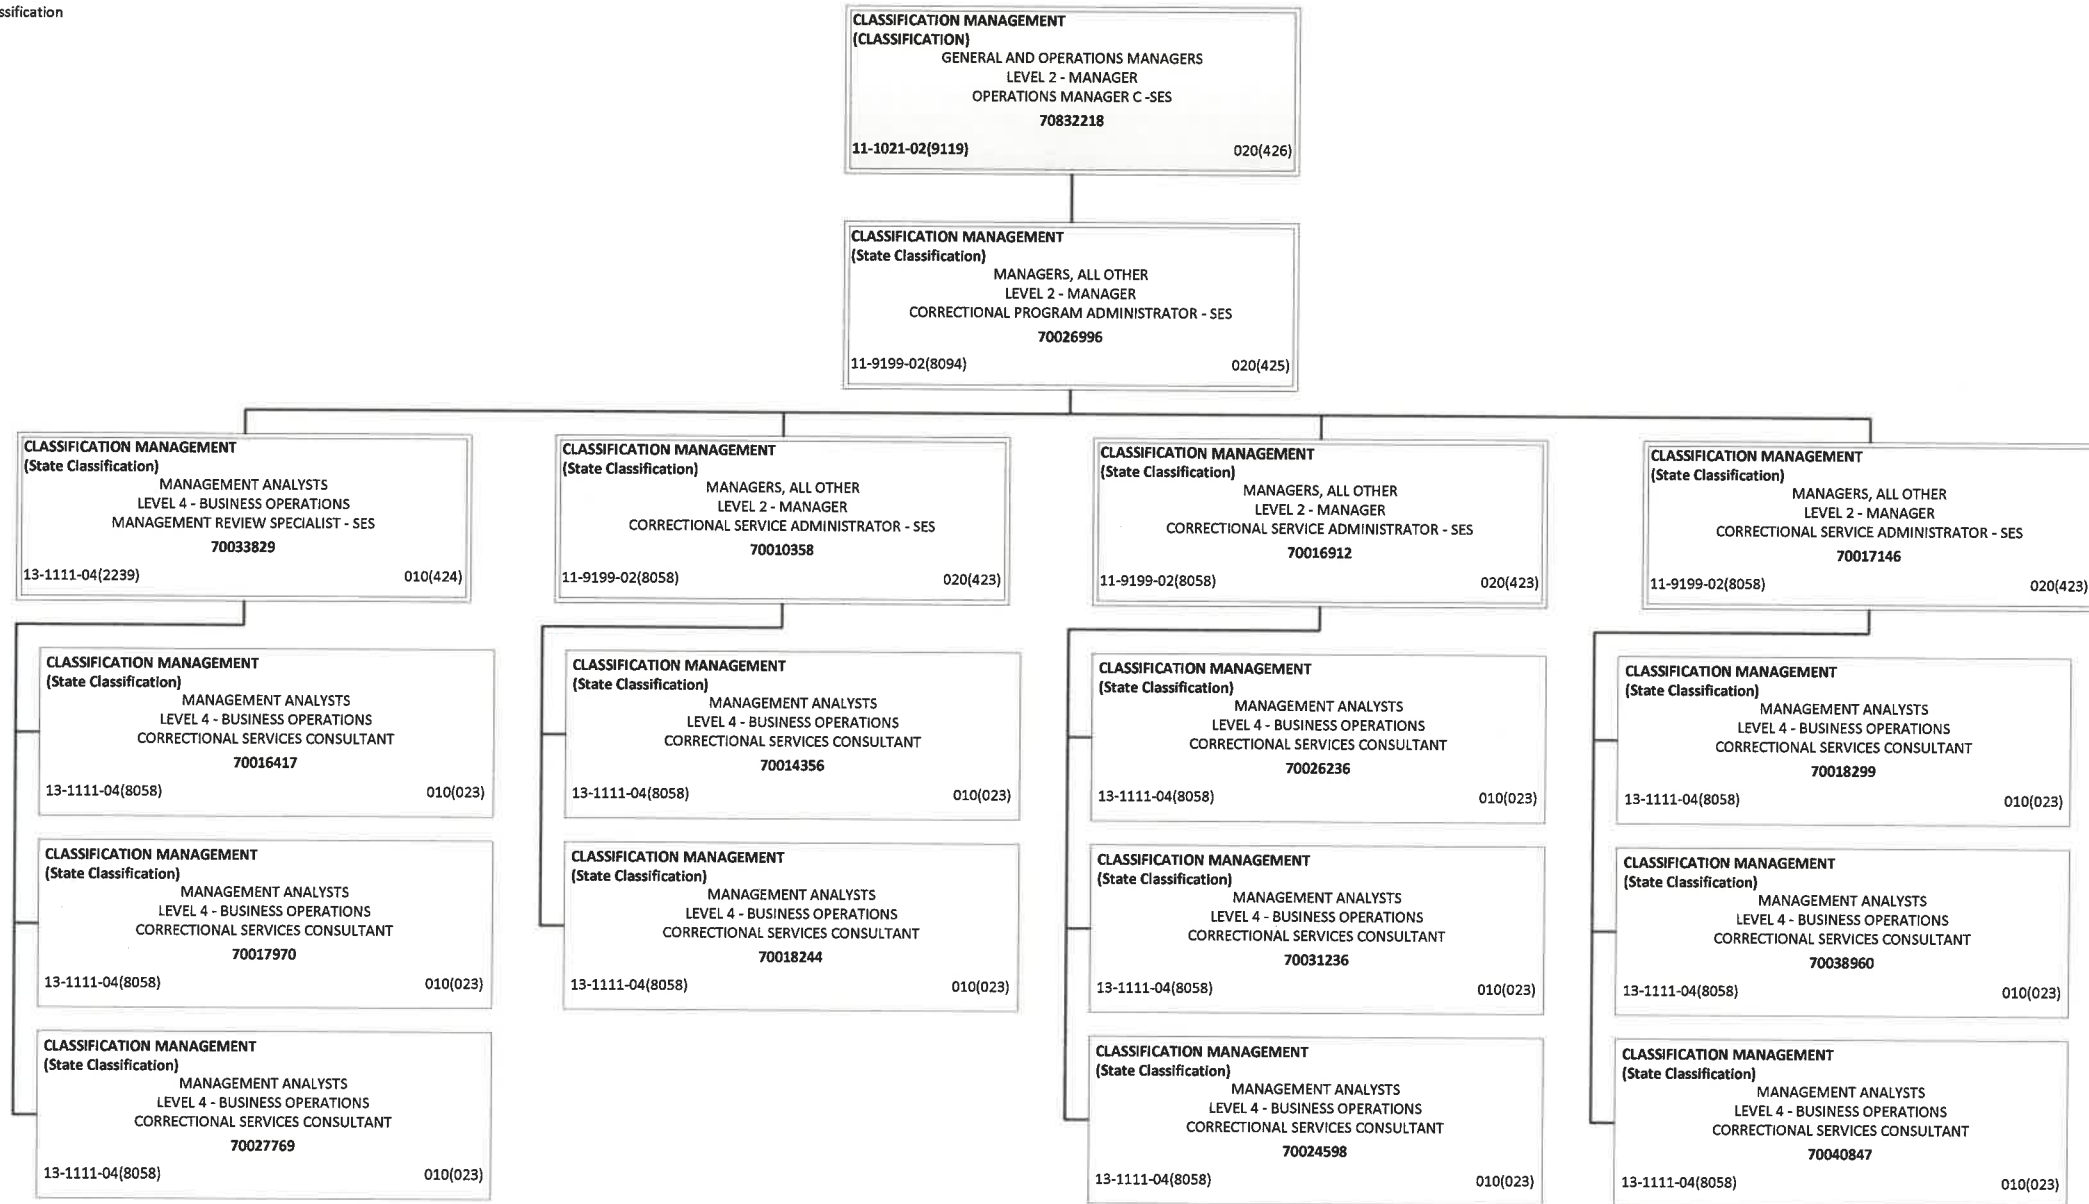 ssification
CLASSIFICATION MANAGEMENT
(CLASSIFICATION)
GENERAL AND OPERATIONS MANAGERS
LEVEL 2 - MANAGER
OPERATIONS MANAGER C -SES
70832218
11-1021-02(9119) 020(426)
CLASSIFICATION MANAGEMENT
(State Classification)
MANAGERS, ALL OTHER
LEVEL 2 - MANAGER
CORRECTIONAL PROGRAM ADMINISTRATOR - SES
70026996
11-9199-02(8094) 020(425)
CLASSIFICATION MANAGEMENT
(State Classification)
MANAGEMENT ANALYSTS
LEVEL 4 - BUSINESS OPERATIONS
MANAGEMENT REVIEW SPECIALIST - SES
70033829
13-1111-04(2239) 010(424)
CLASSIFICATION MANAGEMENT
(State Classification)
MANAGERS, ALL OTHER
LEVEL 2 - MANAGER
CORRECTIONAL SERVICE ADMINISTRATOR - SES
70010358
11-9199-02(8058) 020(423)
CLASSIFICATION MANAGEMENT
(State Classification)
MANAGERS, ALL OTHER
LEVEL 2 - MANAGER
CORRECTIONAL SERVICE ADMINISTRATOR - SES
70016912
11-9199-02(8058) 020(423)
CLASSIFICATION MANAGEMENT
(State Classification)
MANAGERS, ALL OTHER
LEVEL 2 - MANAGER
CORRECTIONAL SERVICE ADMINISTRATOR - SES
70017146
11-9199-02(8058) 020(423)
CLASSIFICATION MANAGEMENT
(State Classification)
MANAGEMENT ANALYSTS
LEVEL 4 - BUSINESS OPERATIONS
CORRECTIONAL SERVICES CONSULTANT
70016417
13-1111-04(8058) 010(023)
CLASSIFICATION MANAGEMENT
(State Classification)
MANAGEMENT ANALYSTS
LEVEL 4 - BUSINESS OPERATIONS
CORRECTIONAL SERVICES CONSULTANT
70017970
13-1111-04(8058) 010(023)
CLASSIFICATION MANAGEMENT
(State Classification)
MANAGEMENT ANALYSTS
LEVEL 4 - BUSINESS OPERATIONS
CORRECTIONAL SERVICES CONSULTANT
70027769
13-1111-04(8058) 010(023)
CLASSIFICATION MANAGEMENT
(State Classification)
MANAGEMENT ANALYSTS
LEVEL 4 - BUSINESS OPERATIONS
CORRECTIONAL SERVICES CONSULTANT
70014356
13-1111-04(8058) 010(023)
CLASSIFICATION MANAGEMENT
(State Classification)
MANAGEMENT ANALYSTS
LEVEL 4 - BUSINESS OPERATIONS
CORRECTIONAL SERVICES CONSULTANT
70018244
13-1111-04(8058) 010(023)
CLASSIFICATION MANAGEMENT
(State Classification)
MANAGEMENT ANALYSTS
LEVEL 4 - BUSINESS OPERATIONS
CORRECTIONAL SERVICES CONSULTANT
70026236
13-1111-04(8058) 010(023)
CLASSIFICATION MANAGEMENT
(State Classification)
MANAGEMENT ANALYSTS
LEVEL 4 - BUSINESS OPERATIONS
CORRECTIONAL SERVICES CONSULTANT
70031236
13-1111-04(8058) 010(023)
CLASSIFICATION MANAGEMENT
(State Classification)
MANAGEMENT ANALYSTS
LEVEL 4 - BUSINESS OPERATIONS
CORRECTIONAL SERVICES CONSULTANT
70024598
13-1111-04(8058) 010(023)
CLASSIFICATION MANAGEMENT
(State Classification)
MANAGEMENT ANALYSTS
LEVEL 4 - BUSINESS OPERATIONS
CORRECTIONAL SERVICES CONSULTANT
70018299
13-1111-04(8058) 010(023)
CLASSIFICATION MANAGEMENT
(State Classification)
MANAGEMENT ANALYSTS
LEVEL 4 - BUSINESS OPERATIONS
CORRECTIONAL SERVICES CONSULTANT
70038960
13-1111-04(8058) 010(023)
CLASSIFICATION MANAGEMENT
(State Classification)
MANAGEMENT ANALYSTS
LEVEL 4 - BUSINESS OPERATIONS
CORRECTIONAL SERVICES CONSULTANT
70040847
13-1111-04(8058) 010(023)